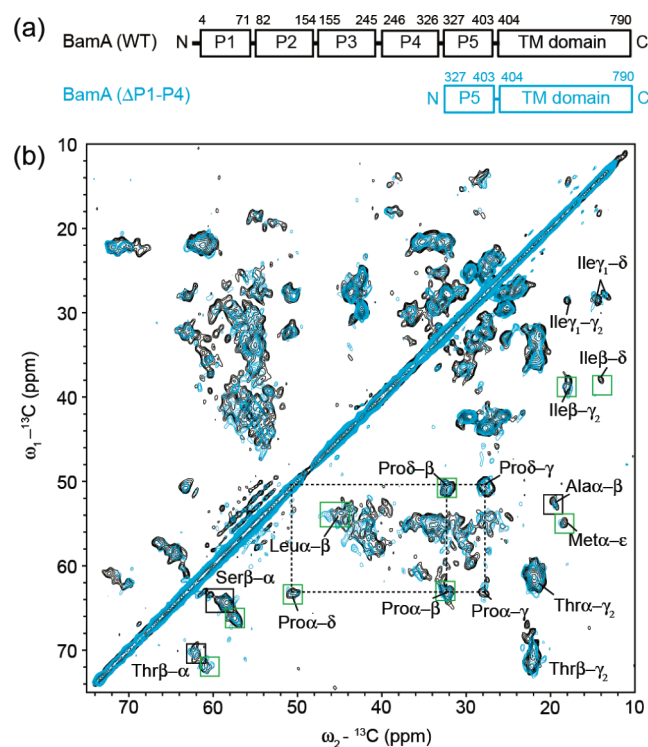 (a)
4 71 82 154 155 245 246 326 327 403 404 790
BamA (WT) N P1 P2 P3 P4 P5 TM domain C
327 403 404 790
BamA (ΔP1-P4) N P5 TM domain C
(b)
10
20
30
40
50
60
70
ω₁ – ¹³C (ppm)
Ileγ₁–δ
Ileγ₁–γ₂
Ileβ–δ
Ileβ–γ₂
Proδ–β
Proδ–γ
Alaα–β
Leuα–β
Metα–ε
Serβ–α
Proα–δ
Proα–β
Proα–γ
Thrα–γ₂
Thrβ–α
Thrβ–γ₂
70 60 50 40 30 20 10
ω₂ - ¹³C (ppm)